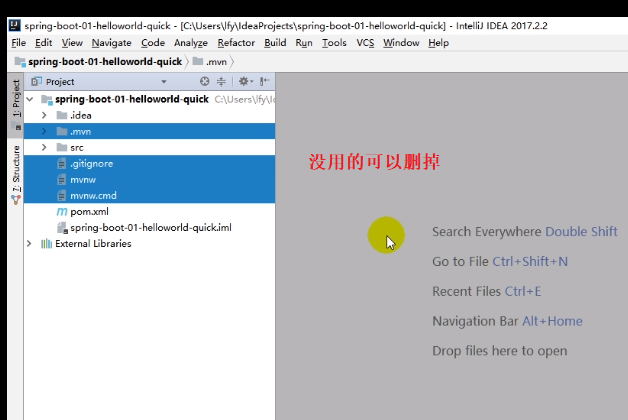 spring-boot-01-helloworld-quick - [C:\Users\lfy\IdeaProjects\spring-boot-01-helloworld-quick] - IntelliJ IDEA 2017.2.2
File Edit View Navigate Code Analyze Refactor Build Run Tools VCS Window Help
spring-boot-01-helloworld-quick .mvn
1: Project
Project
spring-boot-01-helloworld-quick C:\Users\lfy\Id
.idea
.mvn
src
.gitignore
mvnw
mvnw.cmd
pom.xml
spring-boot-01-helloworld-quick.iml
External Libraries
7: Structure
没用的可以删掉
Search Everywhere Double Shift
Go to File Ctrl+Shift+N
Recent Files Ctrl+E
Navigation Bar Alt+Home
Drop files here to open